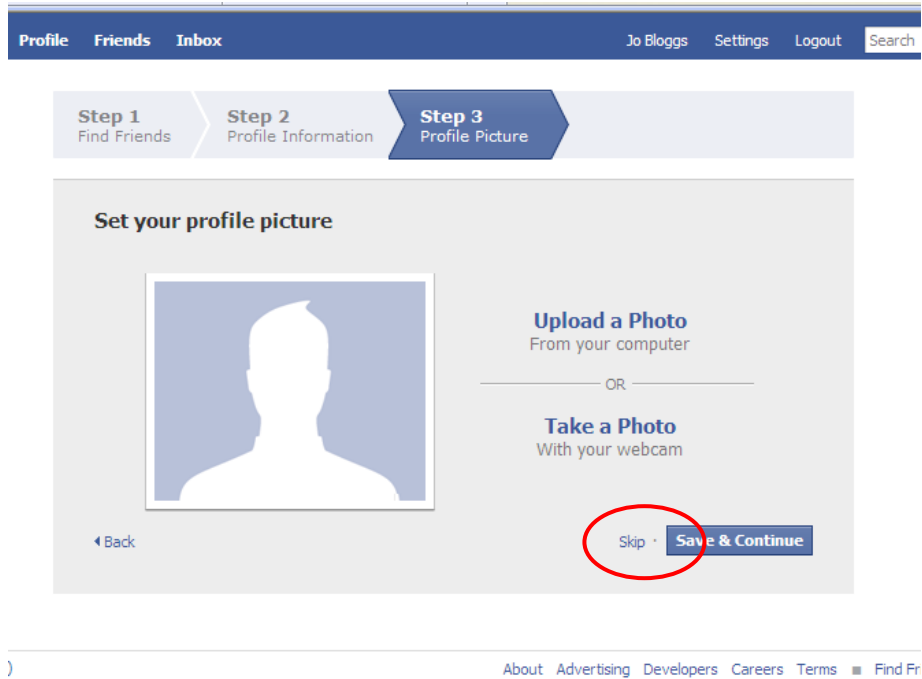 Profile Friends Inbox Jo Bloggs Settings Logout Search
Step 1 Step 2 Step 3
Find Friends Profile Information Profile Picture
Set your profile picture
Upload a Photo
From your computer
OR
Take a Photo
With your webcam
Back Skip · Save & Continue
) About Advertising Developers Careers Terms ■ Find Fr